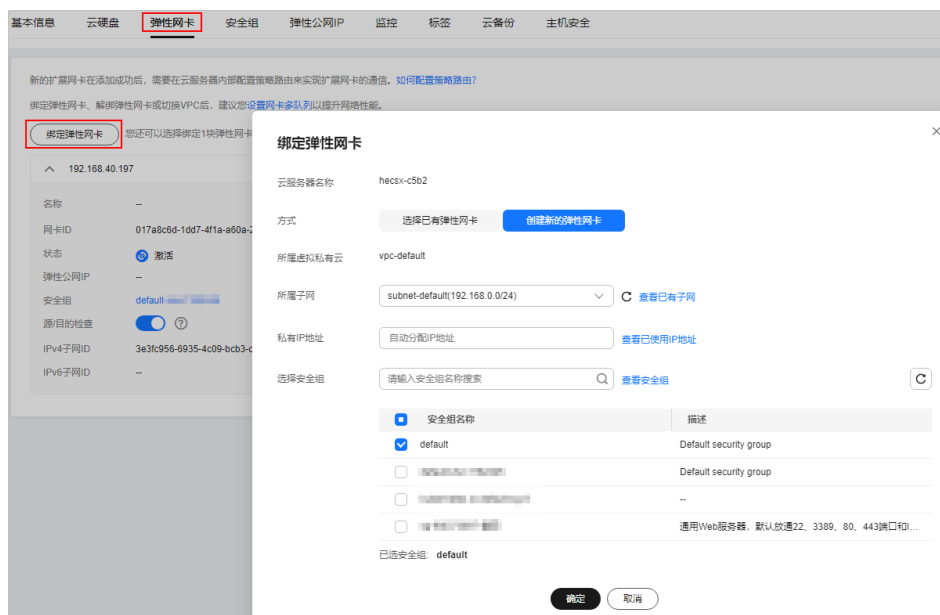 基本信息 云硬盘 弹性网卡 安全组 弹性公网IP 监控 标签 云备份 主机安全
新的扩展网卡在添加成功后，需要在云服务器内部配置策略路由来实现扩展网卡的通信。如何配置策略路由?
绑定弹性网卡、解绑弹性网卡或切换VPC后，建议您设置网卡多队列以提升网络性能。
绑定弹性网卡 您还可以选择绑定1块弹性网卡
192.168.40.197
名称 --
网卡ID 017a8c6d-1dd7-4f1a-a60a-2
状态 激活
弹性公网IP --
安全组 default
源/目的检查
IPv4子网ID 3e3fc956-6935-4c09-bcb3-c
IPv6子网ID --
绑定弹性网卡
云服务器名称 hecsx-c5b2
方式 选择已有弹性网卡 创建新的弹性网卡
所属虚拟私有云 vpc-default
所属子网 subnet-default(192.168.0.0/24) 查看已有子网
私有IP地址 自动分配IP地址 查看已使用IP地址
选择安全组 请输入安全组名称搜索 查看安全组
安全组名称 描述
default Default security group
Default security group
--
通用Web服务器，默认放通22、3389、80、443端口和I...
已选安全组: default
确定 取消